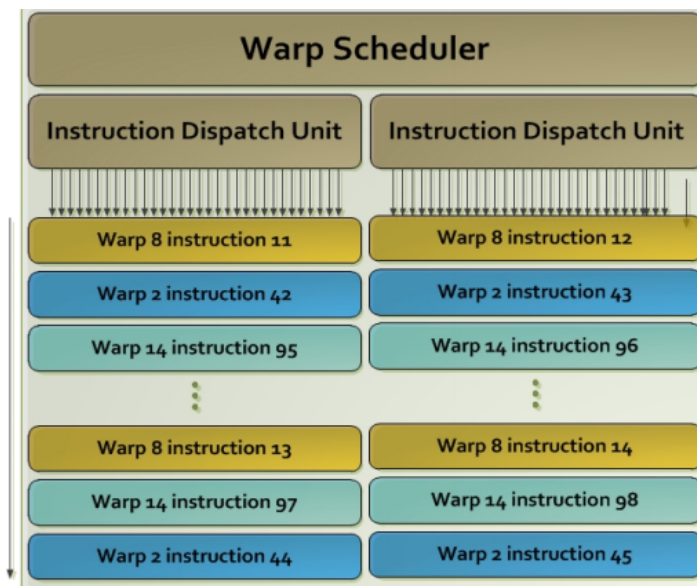 Warp Scheduler
Instruction Dispatch Unit
Instruction Dispatch Unit
Warp 8 instruction 11
Warp 8 instruction 12
Warp 2 instruction 42
Warp 2 instruction 43
Warp 14 instruction 95
Warp 14 instruction 96
Warp 8 instruction 13
Warp 8 instruction 14
Warp 14 instruction 97
Warp 14 instruction 98
Warp 2 instruction 44
Warp 2 instruction 45